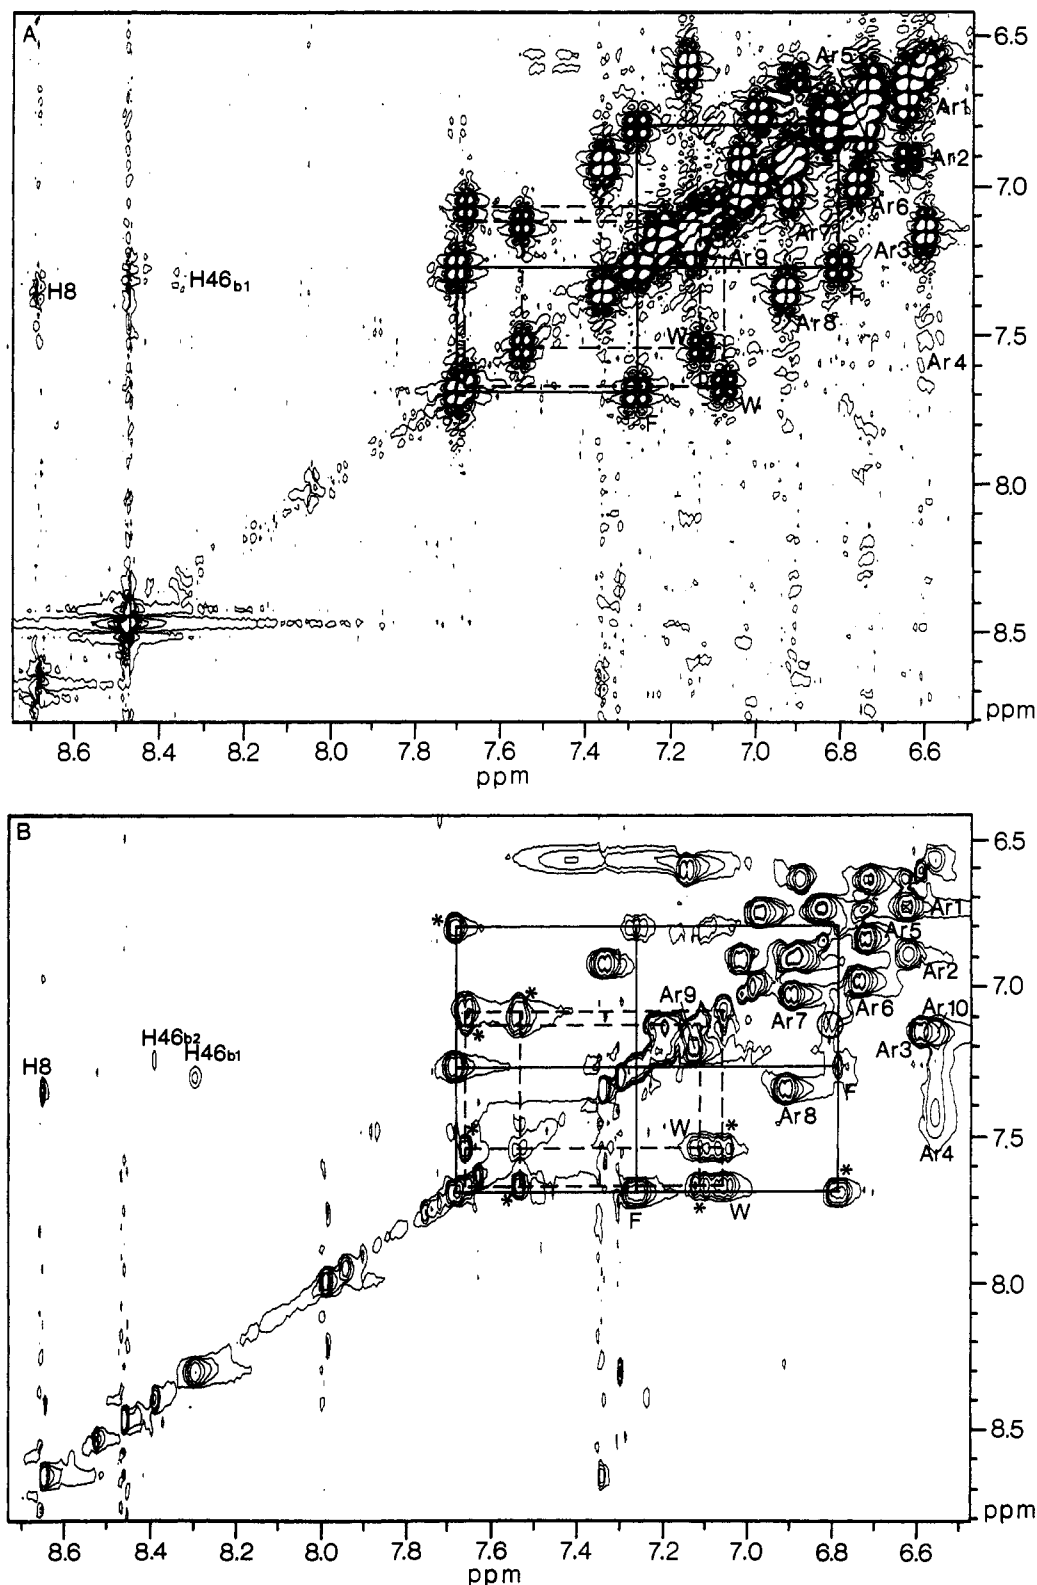 A
6.5
Ar5
Ar1
Ar2
7.0
Ar6
Ar7
Ar3
Ar9
H8
H46b1
F
Ar8
W
7.5
Ar4
W
F
8.0
8.5
ppm
8.6 8.4 8.2 8.0 7.8 7.6 7.4 7.2 7.0 6.8 6.6
ppm
B
6.5
*
Ar1
Ar5
Ar2
*
Ar9
Ar6
Ar10
7.0
Ar7
*
H46b2
H46b1
Ar3
H8
F
Ar8
*
W
*
7.5
Ar4
*
*
F
*
W
8.0
8.5
ppm
8.6 8.4 8.2 8.0 7.8 7.6 7.4 7.2 7.0 6.8 6.6
ppm